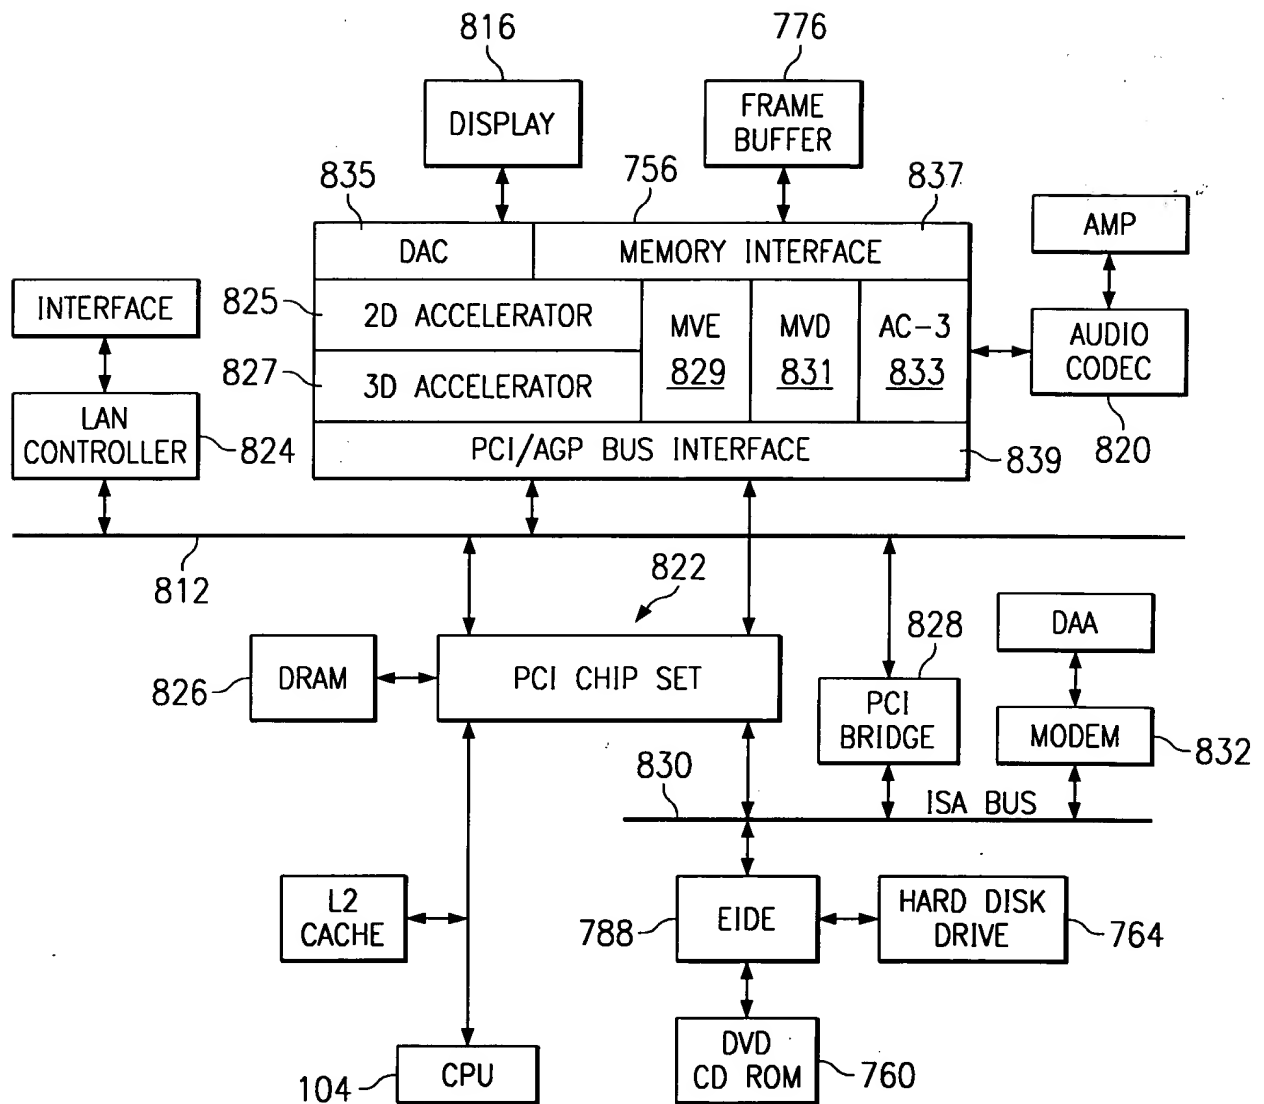 816
776
DISPLAY
FRAME
BUFFER
835
756
837
DAC
MEMORY INTERFACE
AMP
INTERFACE
825
2D ACCELERATOR
MVE
829
MVD
831
AC-3
833
AUDIO
CODEC
827
3D ACCELERATOR
LAN
CONTROLLER
824
PCI/AGP BUS INTERFACE
839
820
812
822
828
DAA
DRAM
826
PCI CHIP SET
PCI
BRIDGE
MODEM
832
830
ISA BUS
L2
CACHE
788
EIDE
HARD DISK
DRIVE
764
104
CPU
DVD
CD ROM
760